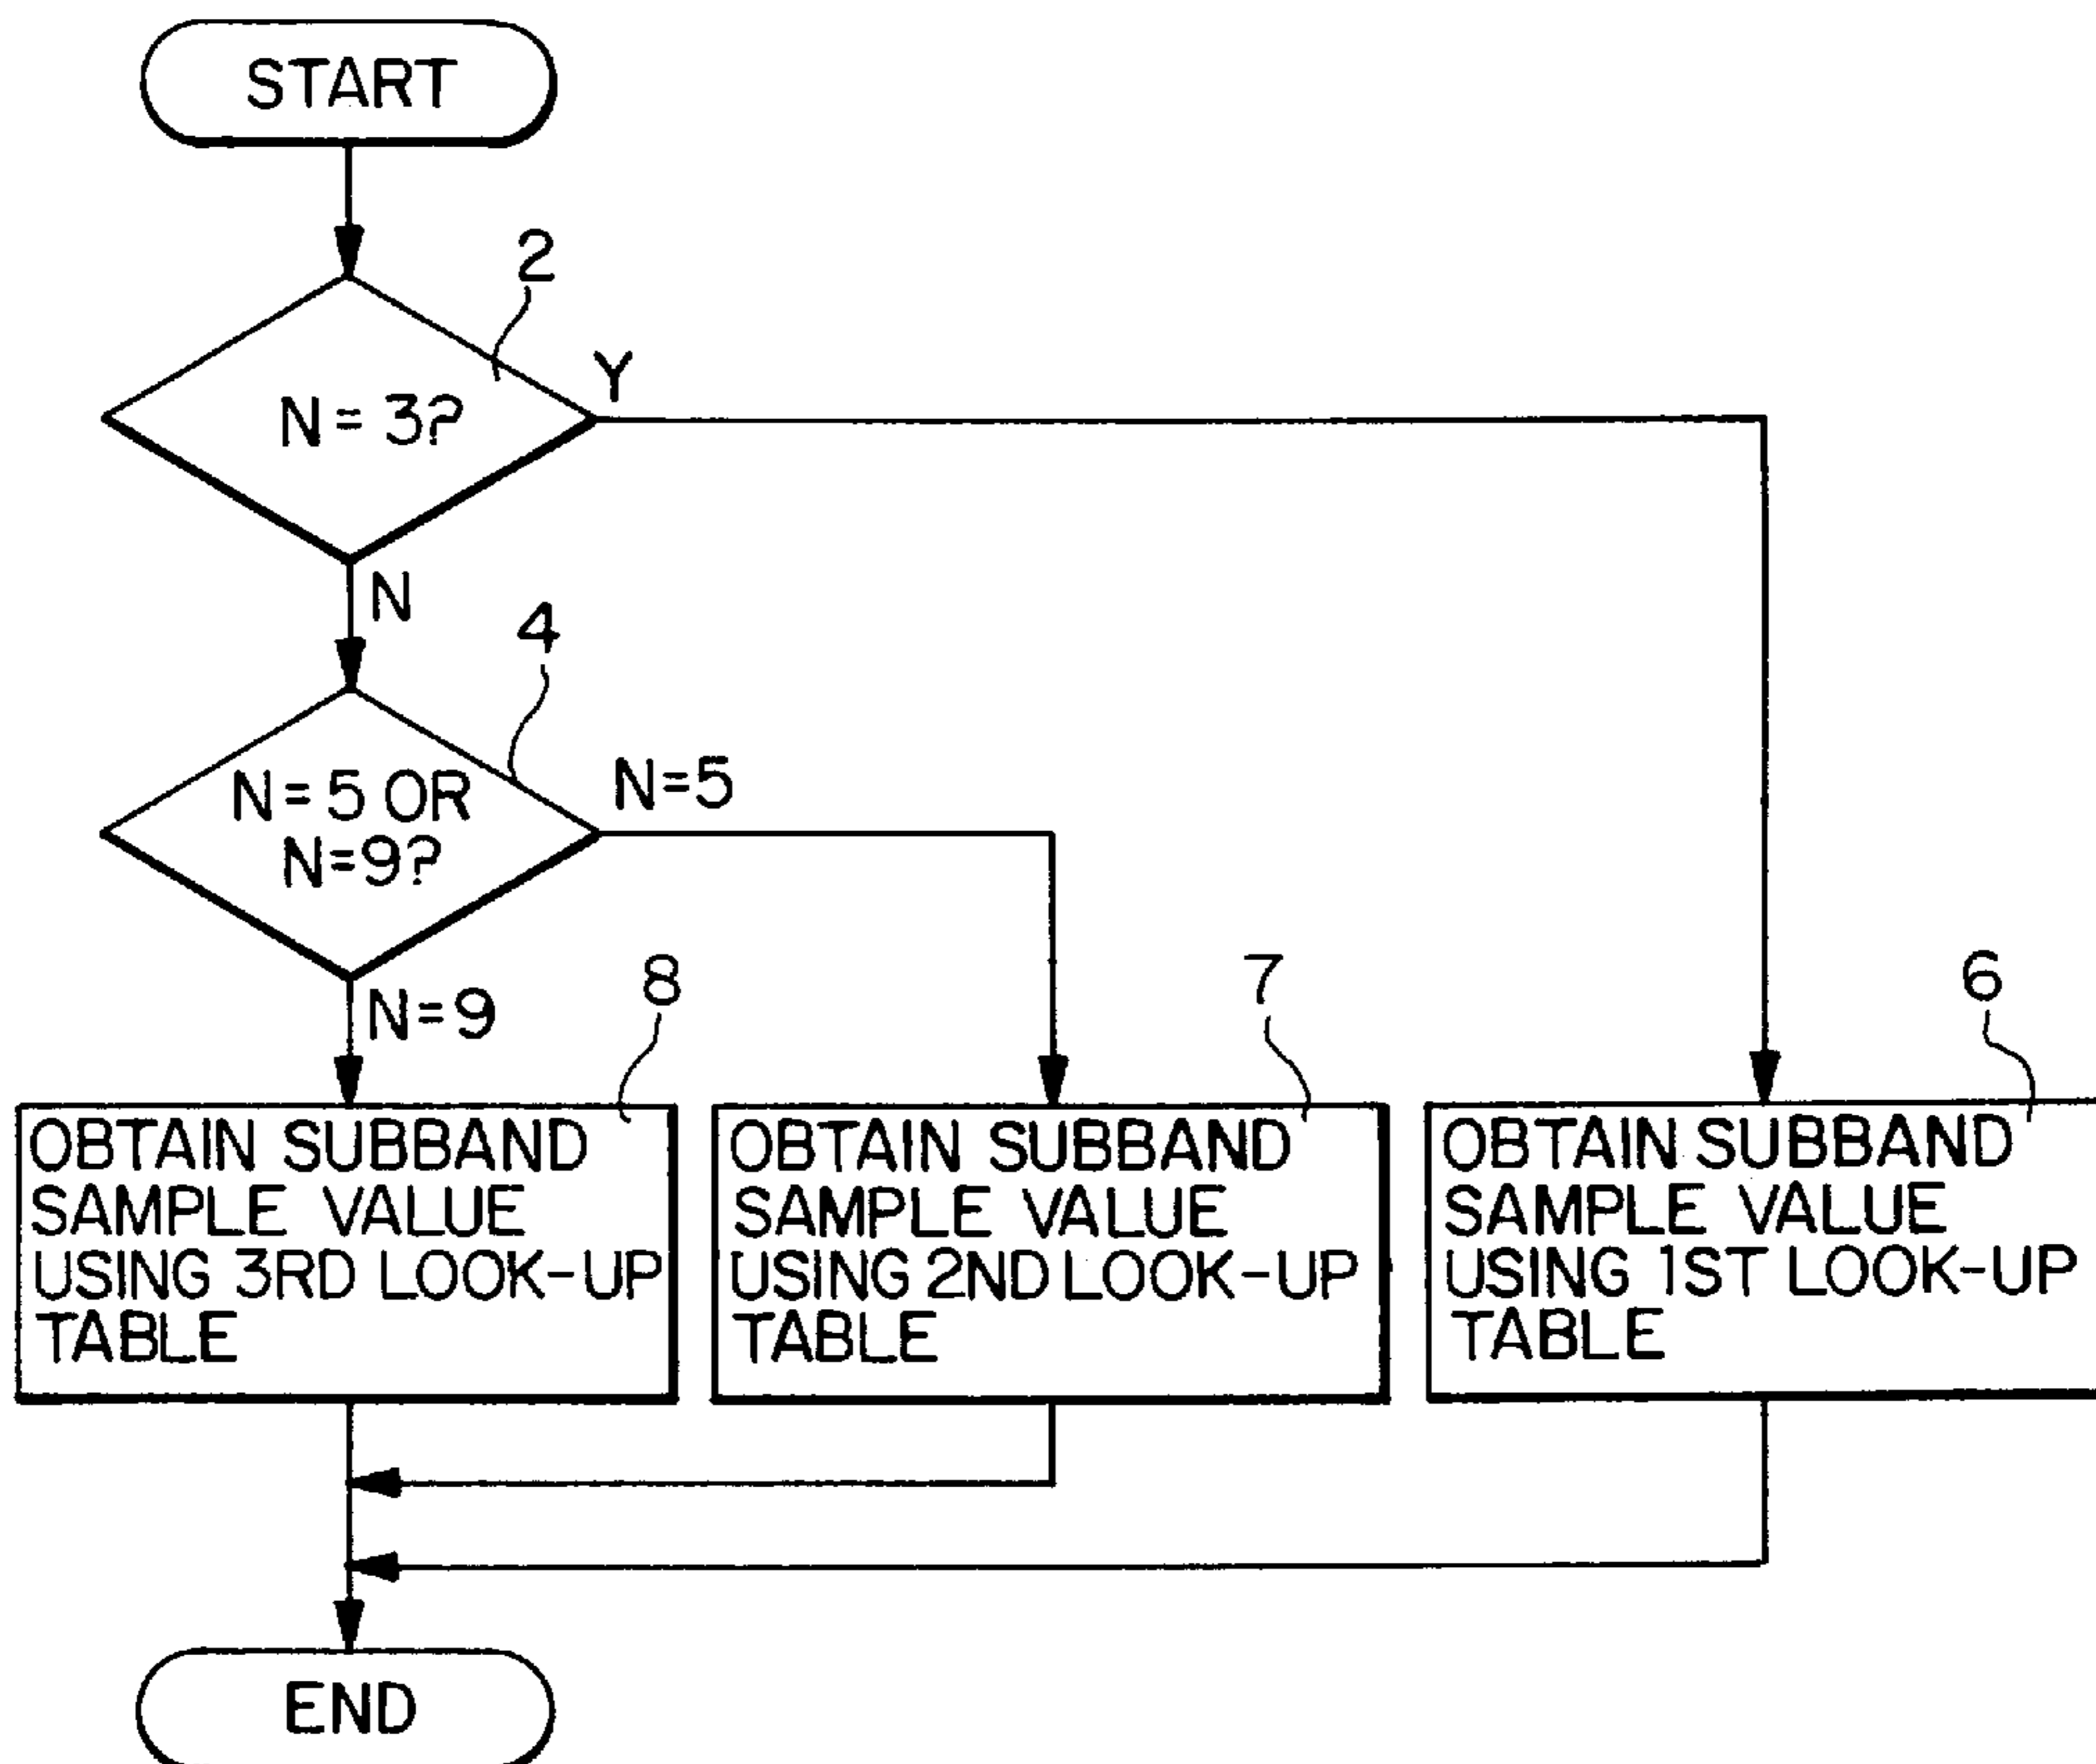 START
2
N=3?
Y
N
4
N=5 OR
N=9?
N=5
N=9
8
OBTAIN SUBBAND
SAMPLE VALUE
USING 3RD LOOK-UP
TABLE
7
OBTAIN SUBBAND
SAMPLE VALUE
USING 2ND LOOK-UP
TABLE
6
OBTAIN SUBBAND
SAMPLE VALUE
USING 1ST LOOK-UP
TABLE
END